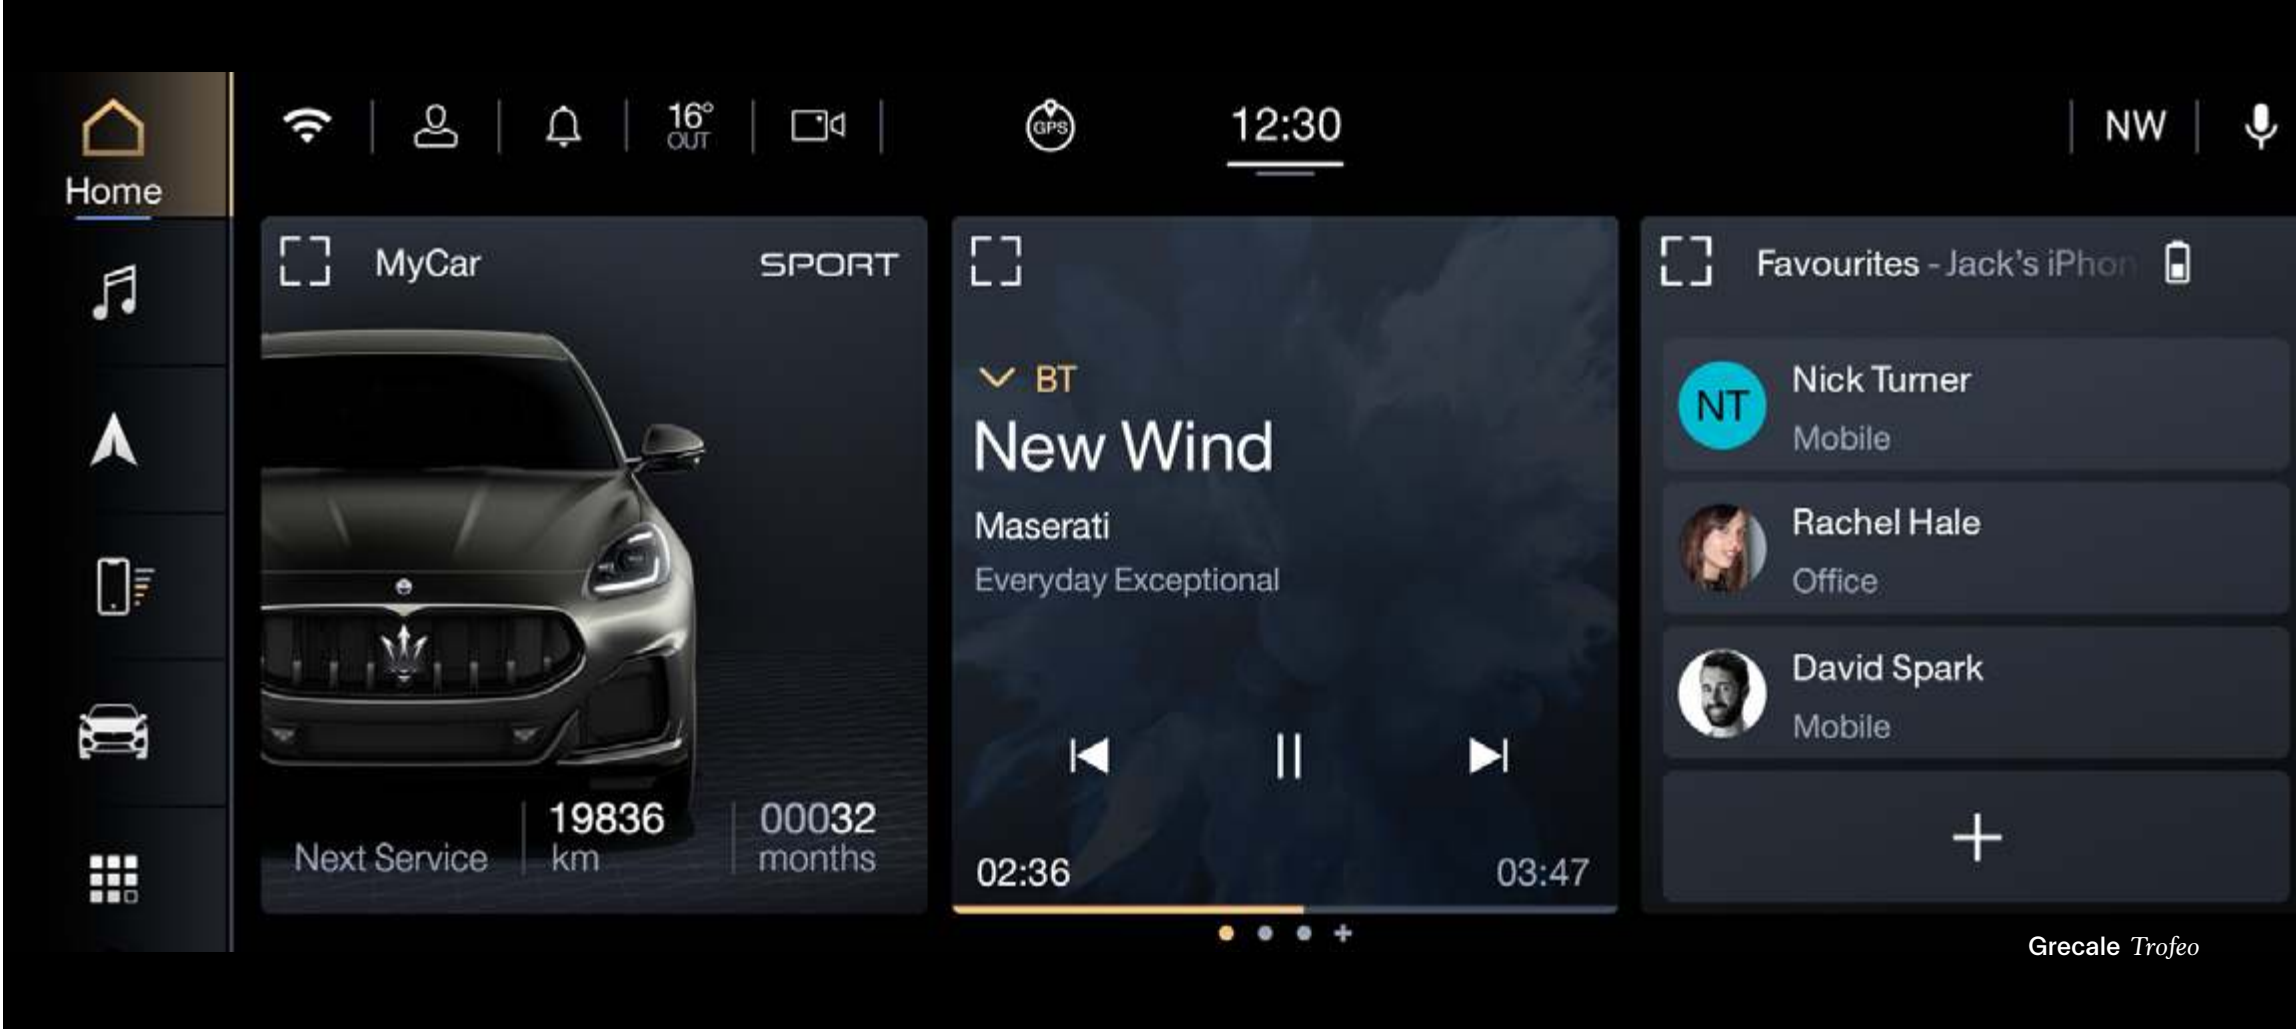 Home
16°
OUT
GPS
12:30
NW
MyCar
SPORT
Next Service
19836
km
00032
months
BT
New Wind
Maserati
Everyday Exceptional
02:36
03:47
Favourites - Jack's iPhon
NT
Nick Turner
Mobile
Rachel Hale
Office
David Spark
Mobile
Grecale Trofeo